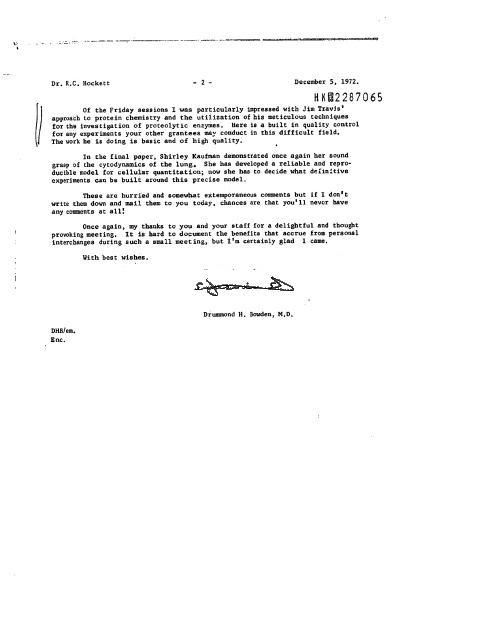 Dr. R.C. Hockett - 2 - December 5, 1972.
HK 2287065
Of the Friday sessions I was particularly impressed with Jim Travis'
approach to protein chemistry and the utilization of his meticulous techniques
for the investigation of proteolytic enzymes. Here is a built in quality control
for any experiments your other grantees may conduct in this difficult field.
The work he is doing is basic and of high quality.
In the final paper, Shirley Kaufman demonstrated once again her sound
grasp of the cytodynamics of the lung. She has developed a reliable and repro-
ducible model for cellular quantitation; now she has to decide what definitive
experiments can be built around this precise model.
These are hurried and somewhat extemporaneous comments but if I don't
write them down and mail them to you today, chances are that you'll never have
any comments at all!
Once again, my thanks to you and your staff for a delightful and thought
provoking meeting. It is hard to document the benefits that accrue from personal
interchanges during such a small meeting, but I'm certainly glad I came.
With best wishes.
Drummond H. Bowden, M.D.
DHB/em.
Enc.